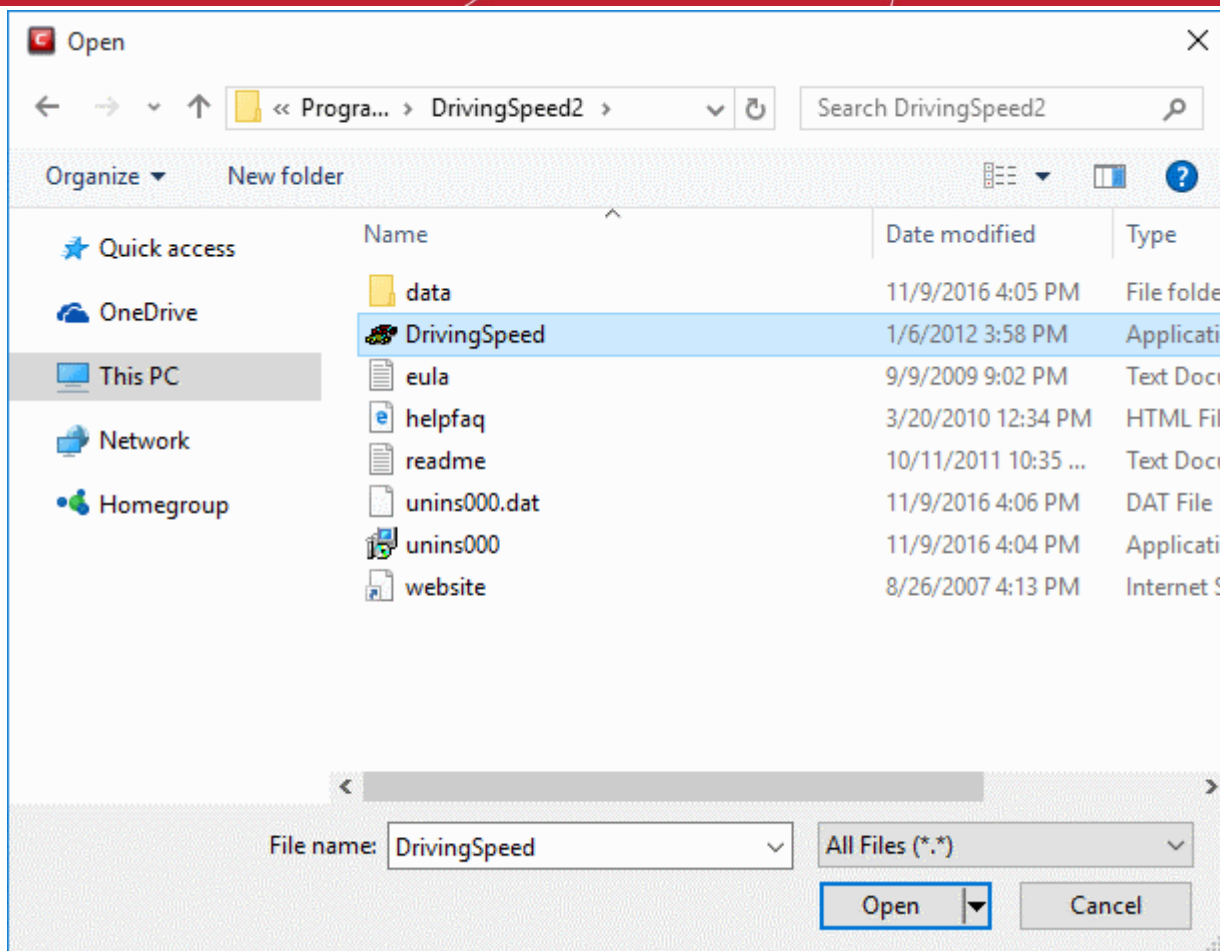 Open
« Progra... › DrivingSpeed2 › Search DrivingSpeed2
Organize New folder
Quick access
OneDrive
This PC
Network
Homegroup
Name Date modified Type
data 11/9/2016 4:05 PM File folde
DrivingSpeed 1/6/2012 3:58 PM Applicati
eula 9/9/2009 9:02 PM Text Docu
helpfaq 3/20/2010 12:34 PM HTML Fil
readme 10/11/2011 10:35 ... Text Docu
unins000.dat 11/9/2016 4:06 PM DAT File
unins000 11/9/2016 4:04 PM Applicati
website 8/26/2007 4:13 PM Internet S
File name: DrivingSpeed All Files (*.*)
Open Cancel